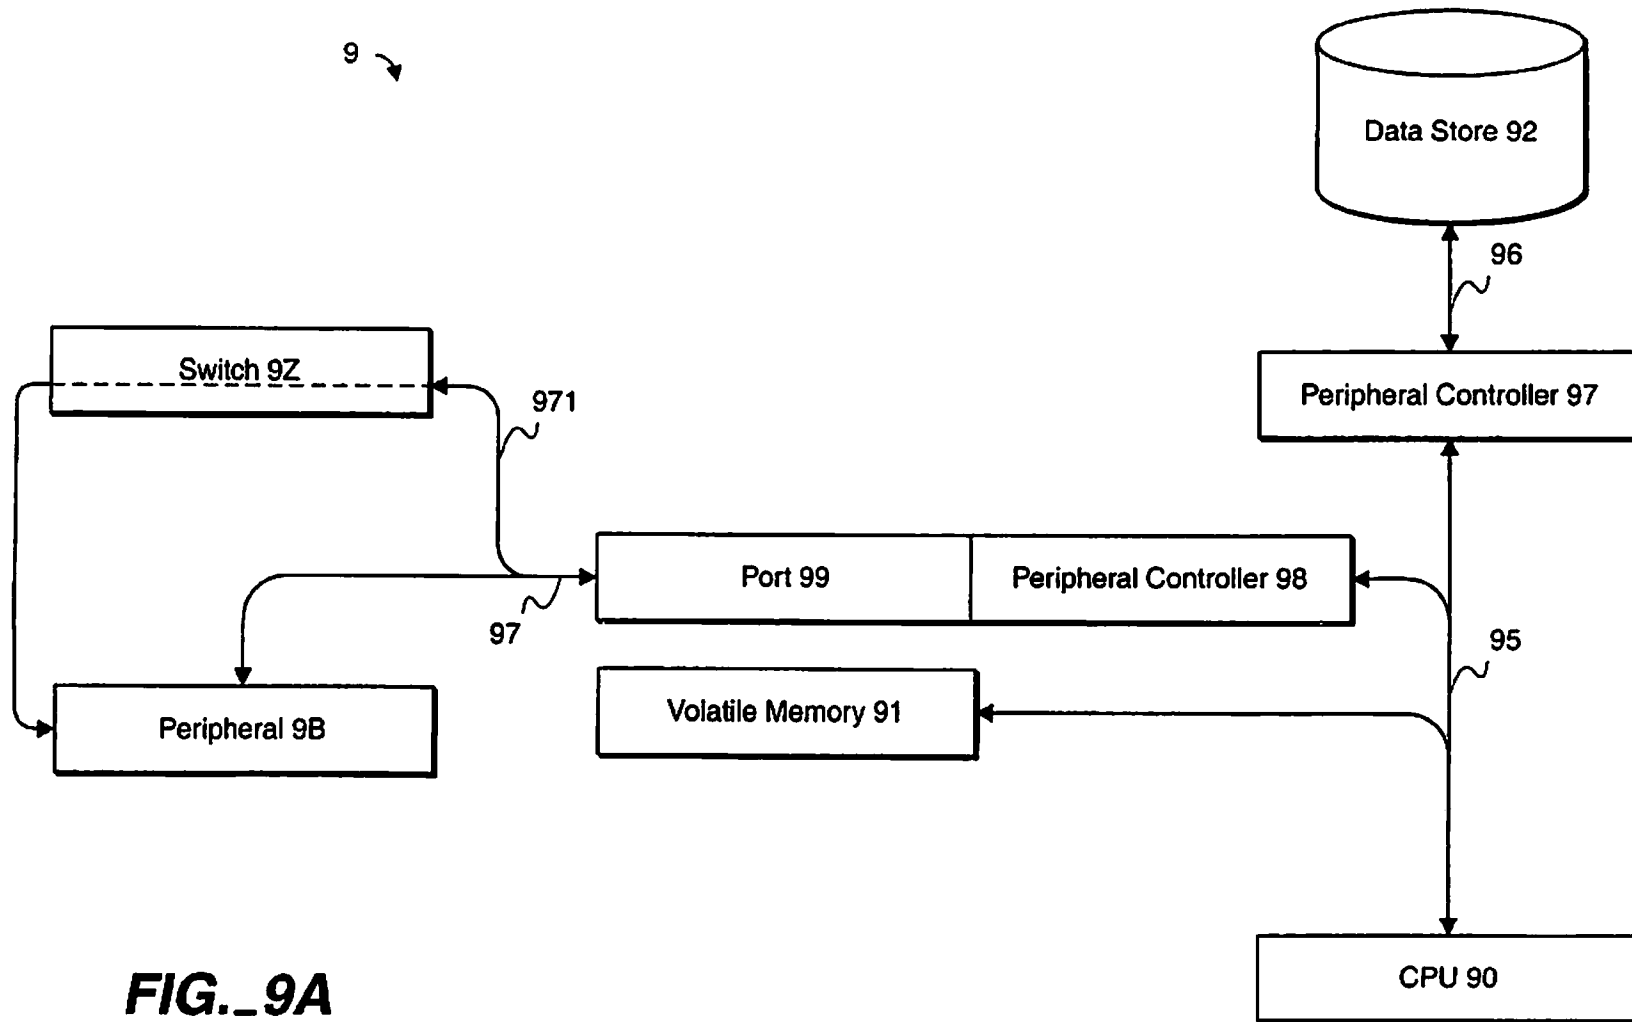 9
Data Store 92
96
Switch 9Z
Peripheral Controller 97
971
Port 99
Peripheral Controller 98
97
95
Volatile Memory 91
Peripheral 9B
CPU 90
FIG._9A